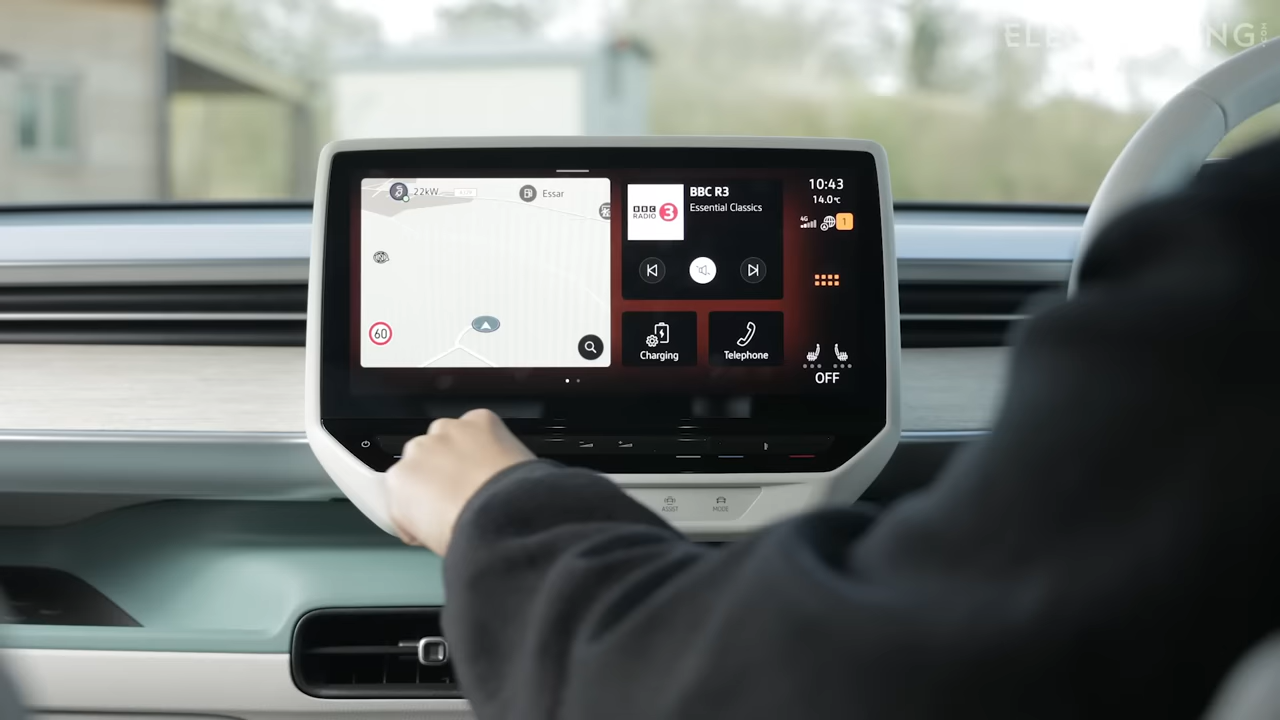 22kW
Essar
60
BBC
RADIO 3
BBC R3
Essential Classics
10:43
14.0°C
4G
1
Charging
Telephone
OFF
ASSIST
MODE